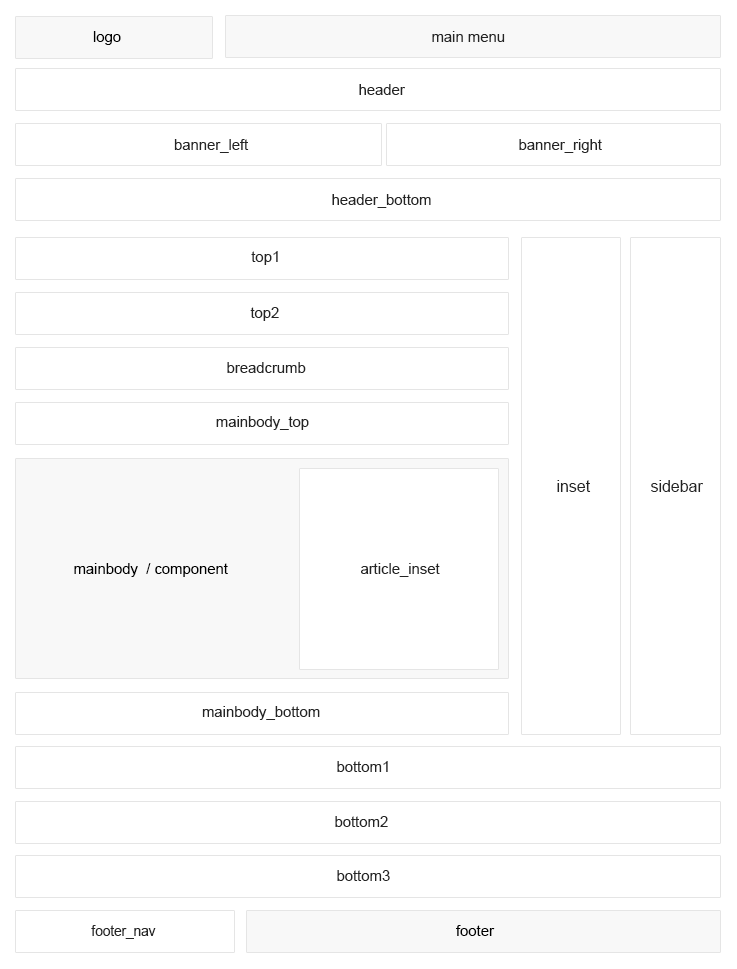 logo
main menu
header
banner_left
banner_right
header_bottom
top1
top2
breadcrumb
mainbody_top
inset
sidebar
mainbody / component
article_inset
mainbody_bottom
bottom1
bottom2
bottom3
footer_nav
footer